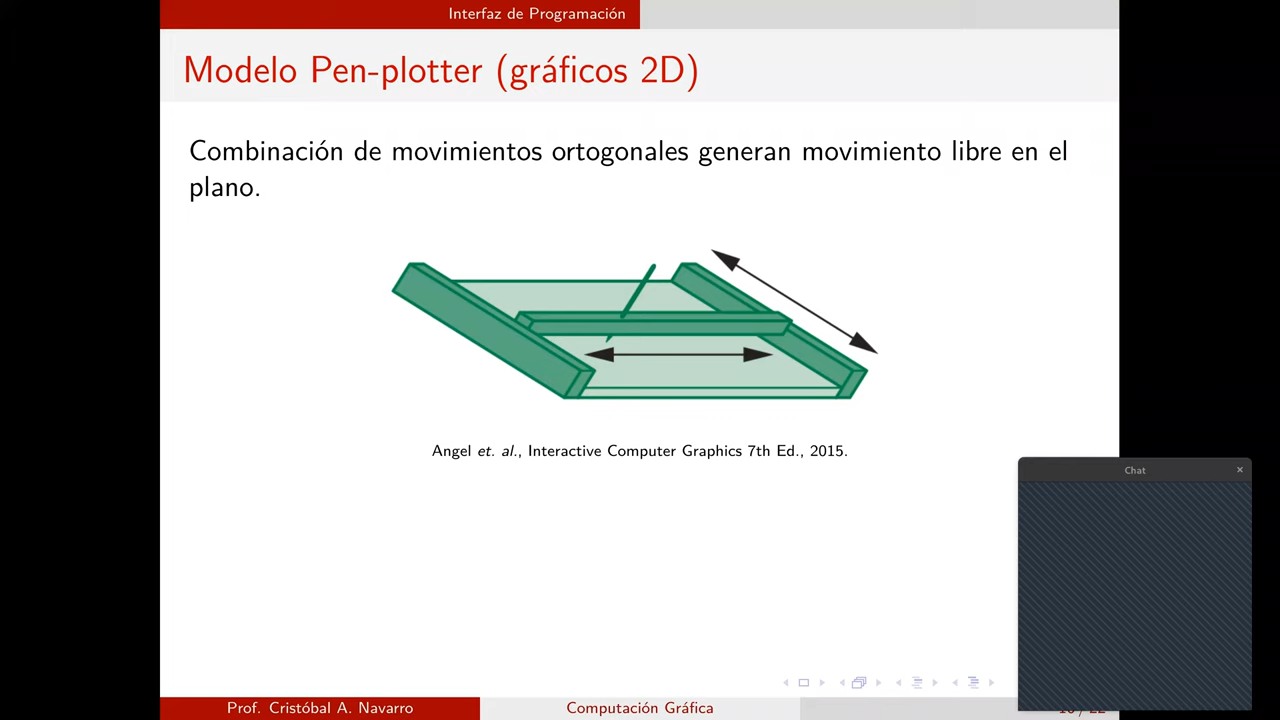 Interfaz de Programación
Modelo Pen-plotter (gráficos 2D)
Combinación de movimientos ortogonales generan movimiento libre en el
plano.
Angel et. al., Interactive Computer Graphics 7th Ed., 2015.
Chat
Prof. Cristóbal A. Navarro
Computación Gráfica